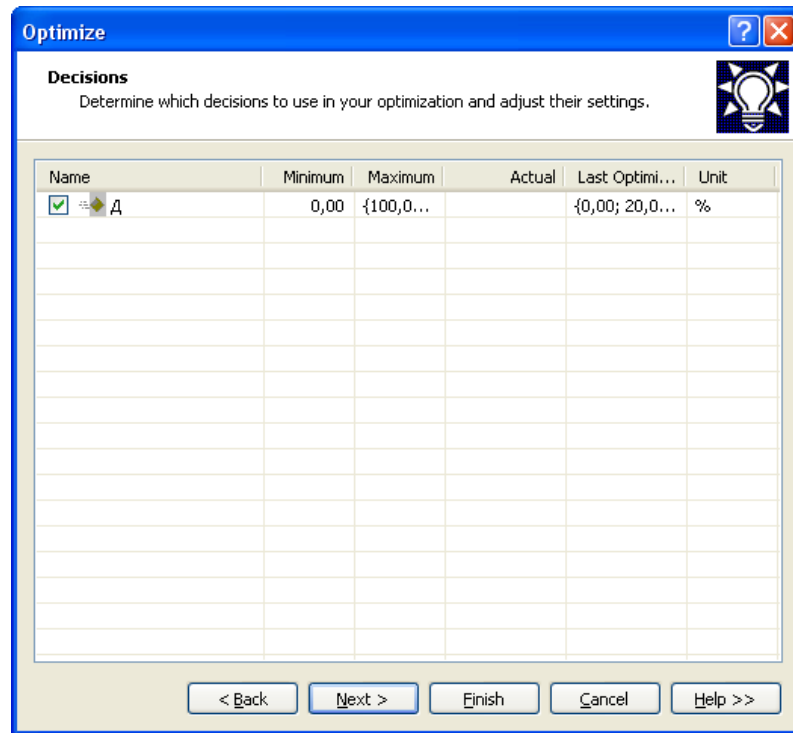 Optimize
Decisions
Determine which decisions to use in your optimization and adjust their settings.
Name Minimum Maximum Actual Last Optimi... Unit
Д 0,00 {100,0... {0,00; 20,0... %
< Back Next > Finish Cancel Help >>